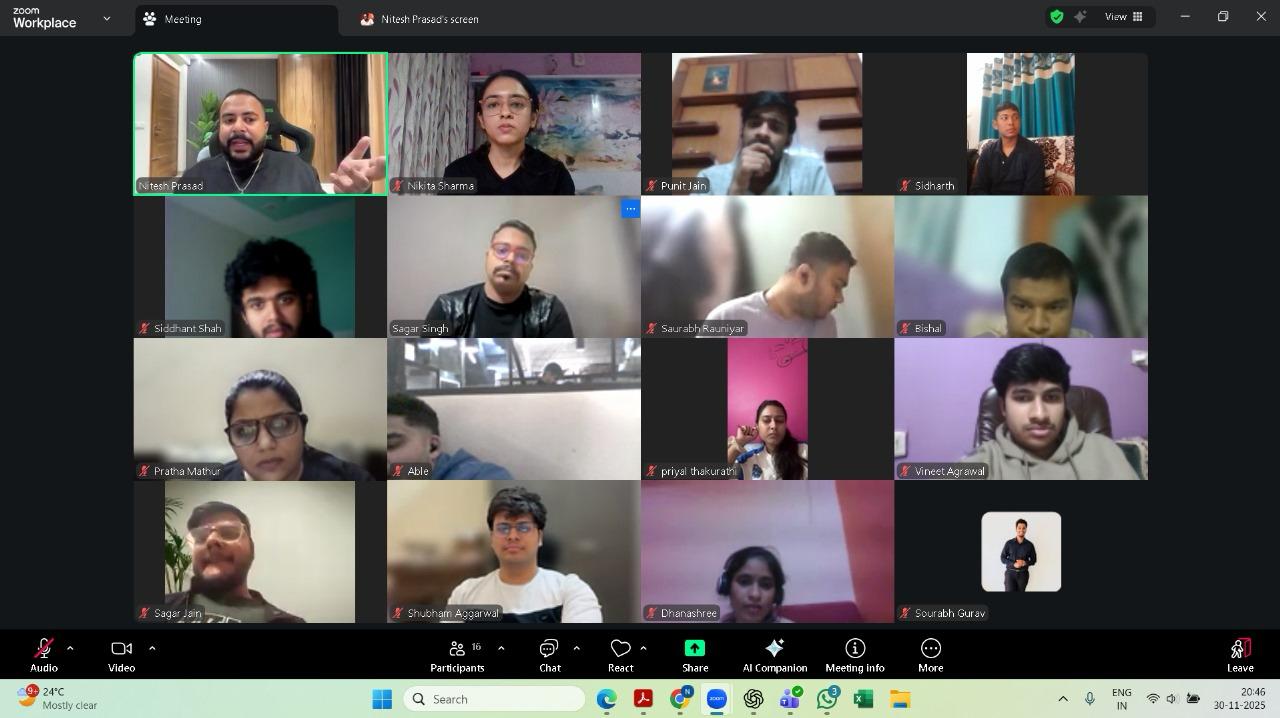 zoom
Workplace
Meeting
Nitesh Prasad's screen
View
Nitesh Prasad
Nikita Sharma
Punit Jain
Sidharth
Siddhant Shah
Sagar Singh
Saurabh Rauniyar
Bishal
Pratha Mathur
Able
priyal thakurathi
Vineet Agrawal
Sagar Jain
Shubham Aggarwal
Dhanashree
Sourabh Gurav
16
Audio
Video
Participants
Chat
React
Share
AI Companion
Meeting info
More
Leave
9+
24°C
Mostly clear
Search
N
zoom
3
ENG
IN
20:46
30-11-2025